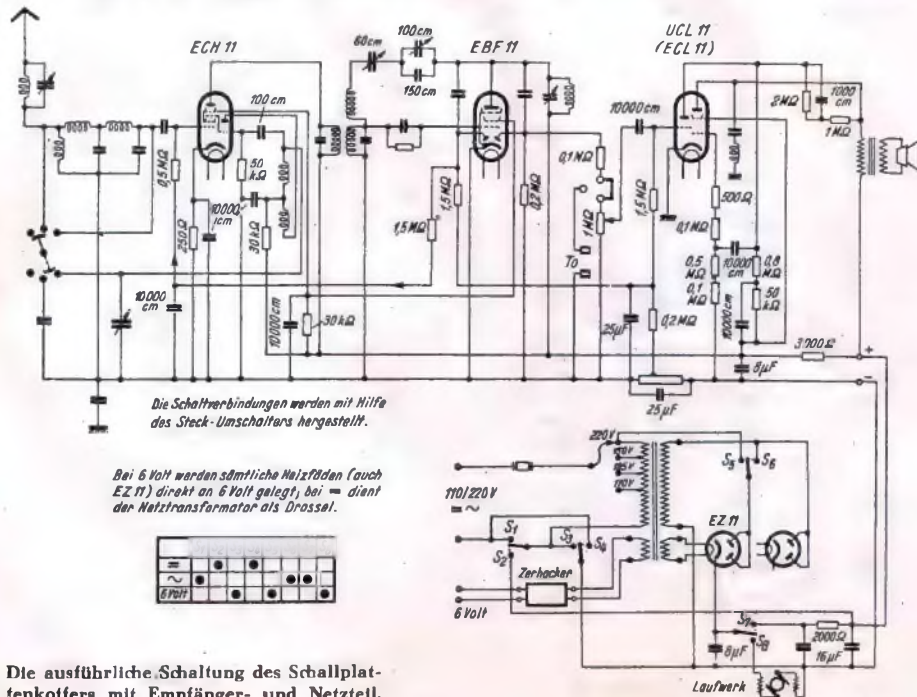 ECH 11
EBF 11
UCL 11
(ECL 11)
60cm
100cm
150cm
100 cm
10000cm
2MΩ
1000
cm
1MΩ
0,5MΩ
50
kΩ
10000
cm
250Ω
30kΩ
1,5MΩ
1,5MΩ
0,2MΩ
0,1MΩ
1MΩ
To
1,5MΩ
500Ω
0,1MΩ
0,5
MΩ
0,1
MΩ
10000
cm
0,8
MΩ
50
kΩ
10000cm
10000
cm
10000cm
30kΩ
25µF
0,2MΩ
3000Ω
+
8µF
−
25µF
Die Schaltverbindungen werden mit Hilfe
des Steck-Umschalters hergestellt.
Bei 6 Volt werden sämtliche Heizfäden (auch
EZ 11) direkt an 6 Volt gelegt; bei = dient
der Netztransformator als Drossel.
=
~
6 Volt
220V
110V
110/220V
= ~
S1
S2
S3
S4
S5
S6
EZ 11
Zerhacker
6 Volt
S7
S8
8µF
2000Ω
16µF
Laufwerk
Die ausführliche Schaltung des Schallplat-
tenkoffers mit Empfänger- und Netzteil.